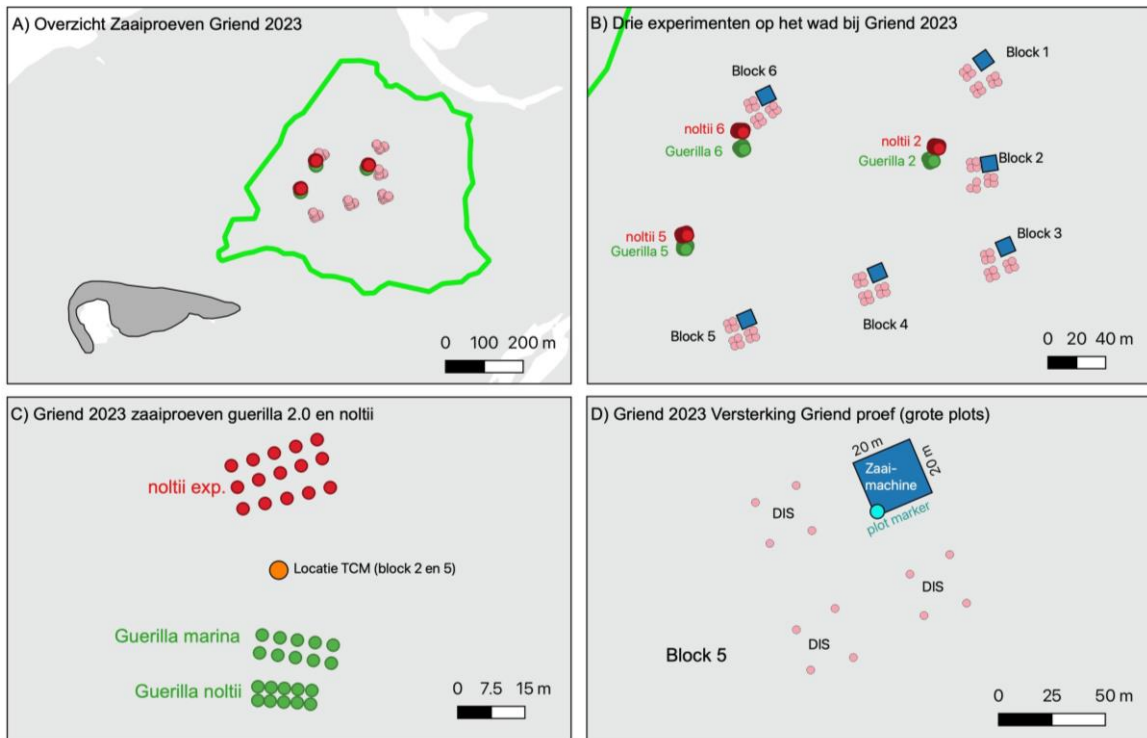 A) Overzicht Zaaiproeven Griend 2023
0 100 200 m
B) Drie experimenten op het wad bij Griend 2023
Block 1
Block 6
noltii 6
Guerilla 6
noltii 2
Guerilla 2
Block 2
noltii 5
Guerilla 5
Block 3
Block 4
Block 5
0 20 40 m
C) Griend 2023 zaaiproeven guerilla 2.0 en noltii
noltii exp.
Locatie TCM (block 2 en 5)
Guerilla marina
Guerilla noltii
0 7.5 15 m
D) Griend 2023 Versterking Griend proef (grote plots)
20 m
20 m
Zaai-
machine
plot marker
DIS
DIS
DIS
Block 5
0 25 50 m